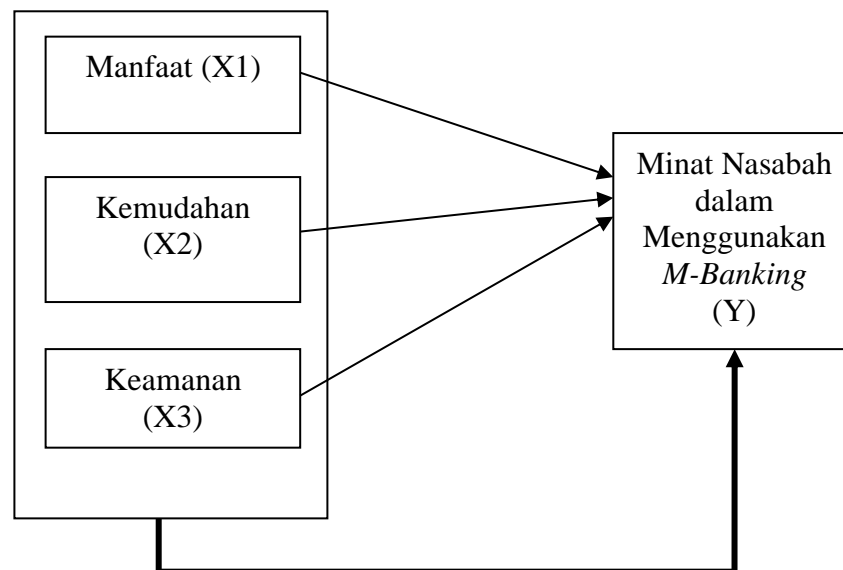 Manfaat (X1)
Kemudahan
(X2)
Keamanan
(X3)
Minat Nasabah
dalam
Menggunakan
M-Banking
(Y)